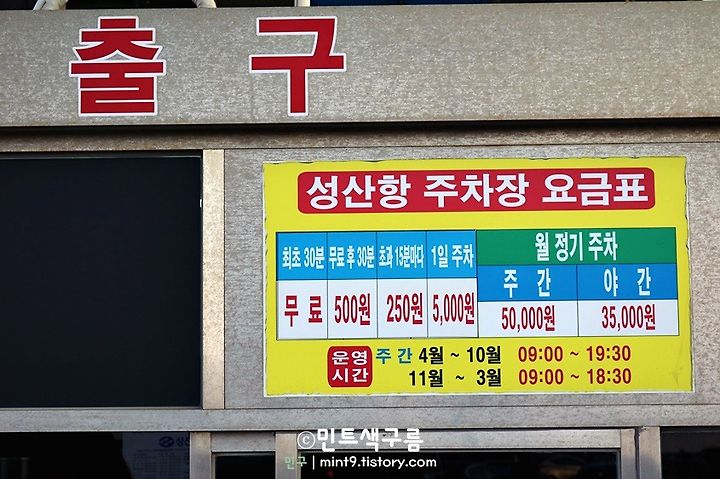 출구
성산항 주차장 요금표
최초 30분 무료 후 30분 초과 15분마다 1일 주차 월 정기 주차
주 간 야 간
무 료 500원 250원 5,000원 50,000원 35,000원
운영 시간 주 간 4월 ~ 10월 09:00 ~ 19:30
11월 ~ 3월 09:00 ~ 18:30
©민트색구름
민구 | mint9.tistory.com